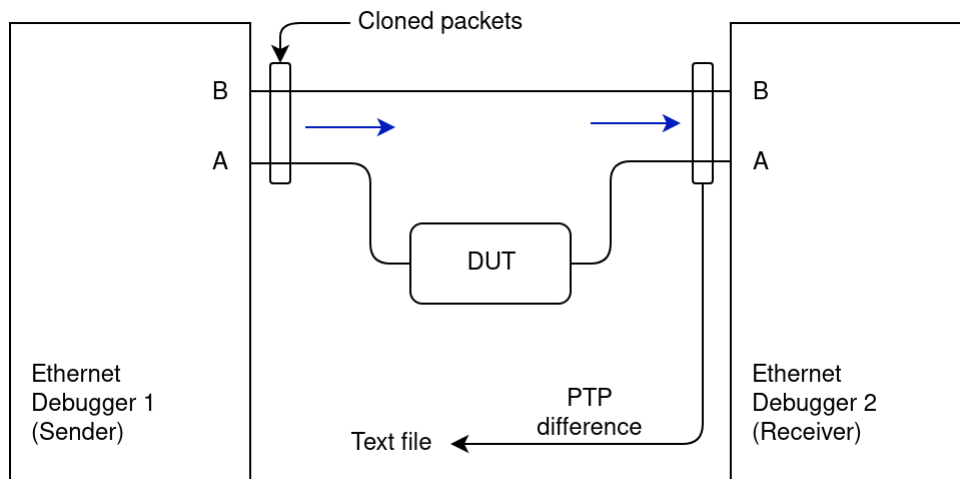 Cloned packets
B
B
A
A
DUT
Ethernet
Debugger 1
(Sender)
PTP
difference
Text file
Ethernet
Debugger 2
(Receiver)